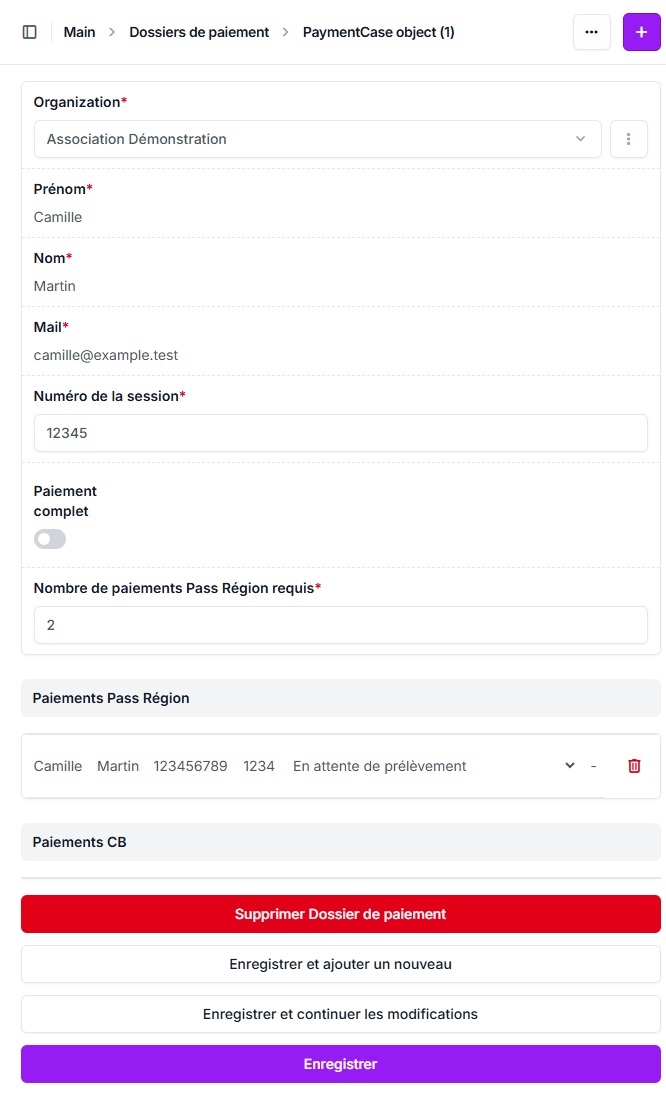 Main > Dossiers de paiement > PaymentCase object (1)
Organization*
Association Démonstration
Prénom*
Camille
Nom*
Martin
Mail*
camille@example.test
Numéro de la session*
12345
Paiement
complet
Nombre de paiements Pass Région requis*
2
Paiements Pass Région
Camille Martin 123456789 1234 En attente de prélèvement -
Paiements CB
Supprimer Dossier de paiement
Enregistrer et ajouter un nouveau
Enregistrer et continuer les modifications
Enregistrer